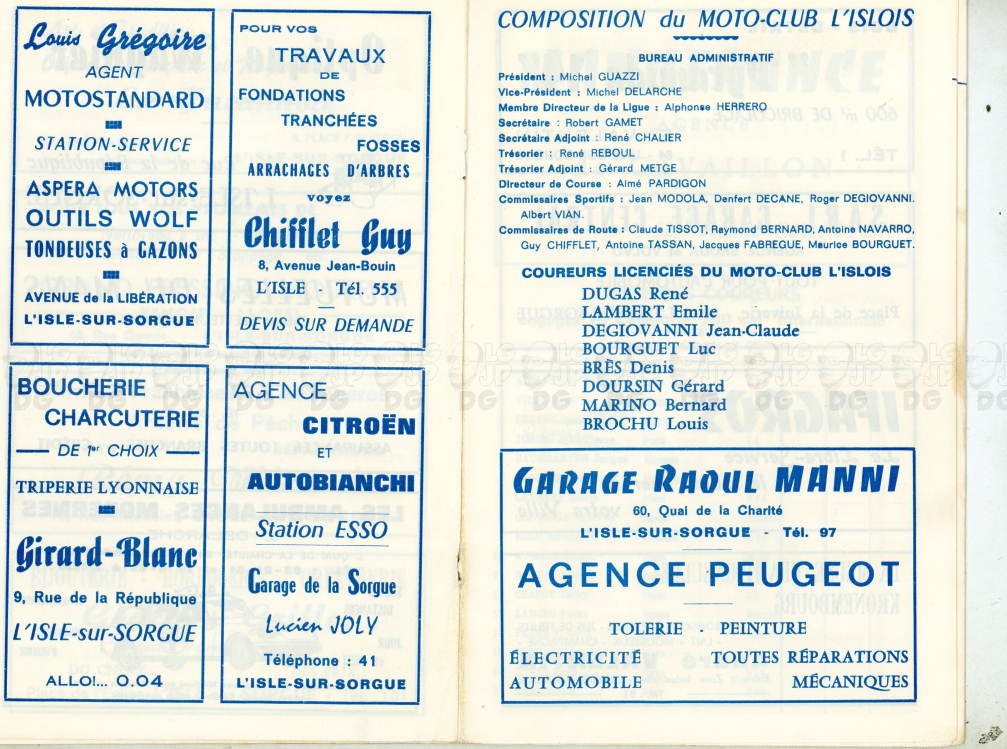 Louis Grégoire
AGENT
MOTOSTANDARD
STATION-SERVICE
ASPERA MOTORS
OUTILS WOLF
TONDEUSES à GAZONS
AVENUE de la LIBÉRATION
L'ISLE-SUR-SORGUE
POUR VOS
TRAVAUX
DE
FONDATIONS
TRANCHÉES
FOSSES
ARRACHAGES D'ARBRES
voyez
Chifflet Guy
8, Avenue Jean-Bouin
L'ISLE - Tél. 555
DEVIS SUR DEMANDE
BOUCHERIE
CHARCUTERIE
DE 1er CHOIX
TRIPERIE LYONNAISE
Girard-Blanc
9, Rue de la République
L'ISLE-sur-SORGUE
ALLO!... 0.04
AGENCE
CITROËN
ET
AUTOBIANCHI
Station ESSO
Garage de la Sorgue
Lucien JOLY
Téléphone : 41
L'ISLE-SUR-SORGUE
COMPOSITION du MOTO-CLUB L'ISLOIS
BUREAU ADMINISTRATIF
Président : Michel GUAZZI
Vice-Président : Michel DELARCHE
Membre Directeur de la Ligue : Alphonse HERRERO
Secrétaire : Robert GAMET
Secrétaire Adjoint : René CHALIER
Trésorier : René REBOUL
Trésorier Adjoint : Gérard METGE
Directeur de Course : Aimé PARDIGON
Commissaires Sportifs : Jean MODOLA, Denfert DECANE, Roger DEGIOVANNI.
Albert VIAN.
Commissaires de Route : Claude TISSOT, Raymond BERNARD, Antoine NAVARRO,
Guy CHIFFLET, Antoine TASSAN, Jacques FABREGUE, Maurice BOURGUET.
COUREURS LICENCIÉS DU MOTO-CLUB L'ISLOIS
DUGAS René
LAMBERT Emile
DEGIOVANNI Jean-Claude
BOURGUET Luc
BRÈS Denis
DOURSIN Gérard
MARINO Bernard
BROCHU Louis
GARAGE RAOUL MANNI
60, Quai de la Charité
L'ISLE-SUR-SORGUE - Tél. 97
AGENCE PEUGEOT
TOLERIE - PEINTURE
ÉLECTRICITÉ TOUTES RÉPARATIONS
AUTOMOBILE MÉCANIQUES